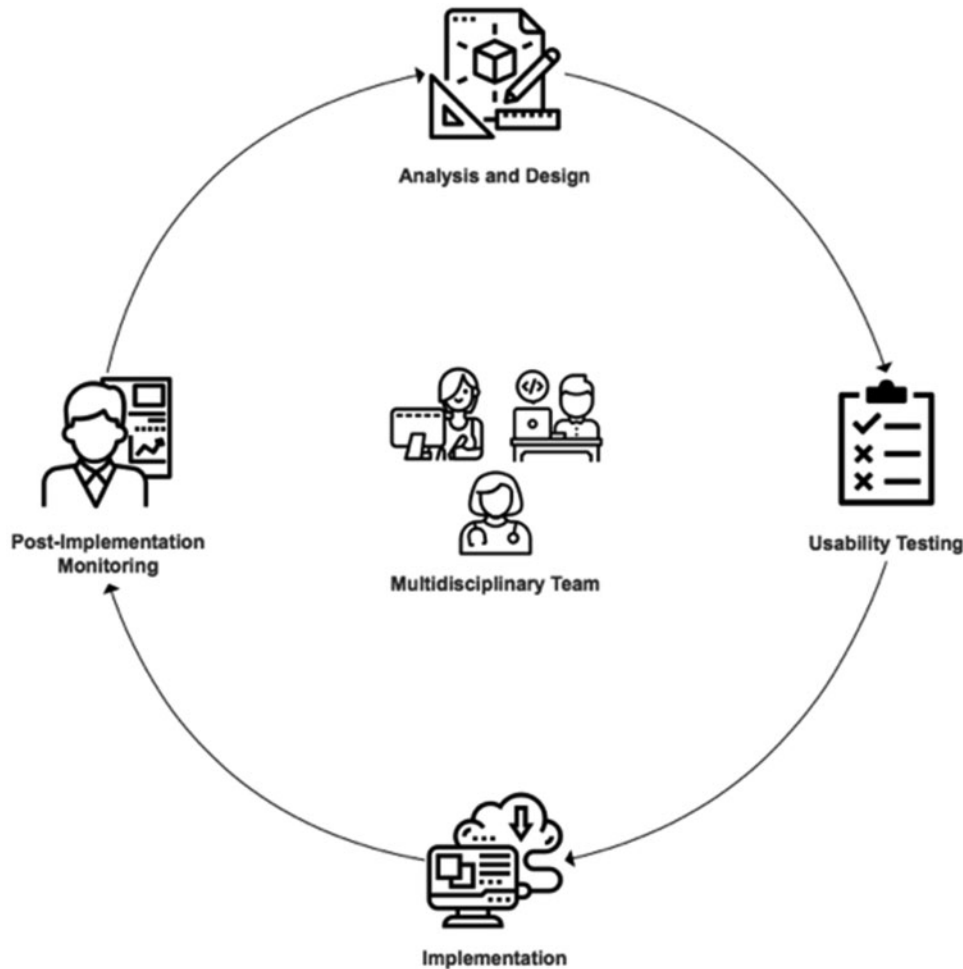 Analysis and Design
</>
Multidisciplinary Team
Usability Testing
Implementation
Post-Implementation
Monitoring